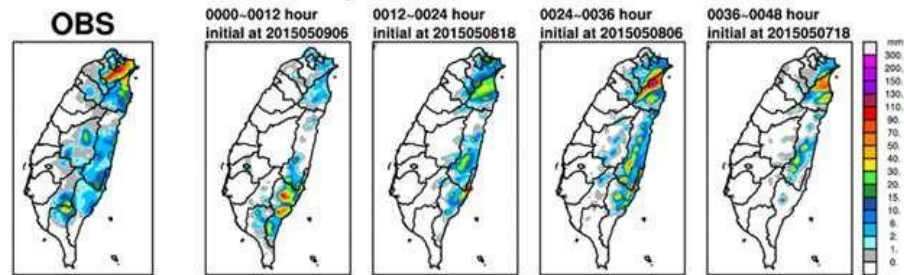 OBS
0000~0012 hour
initial at 2015050906
0012~0024 hour
initial at 2015050818
0024~0036 hour
initial at 2015050806
0036~0048 hour
initial at 2015050718
mm
300.
200.
150.
130.
110.
90.
70.
50.
40.
30.
20.
15.
10.
6.
2.
1.
0.